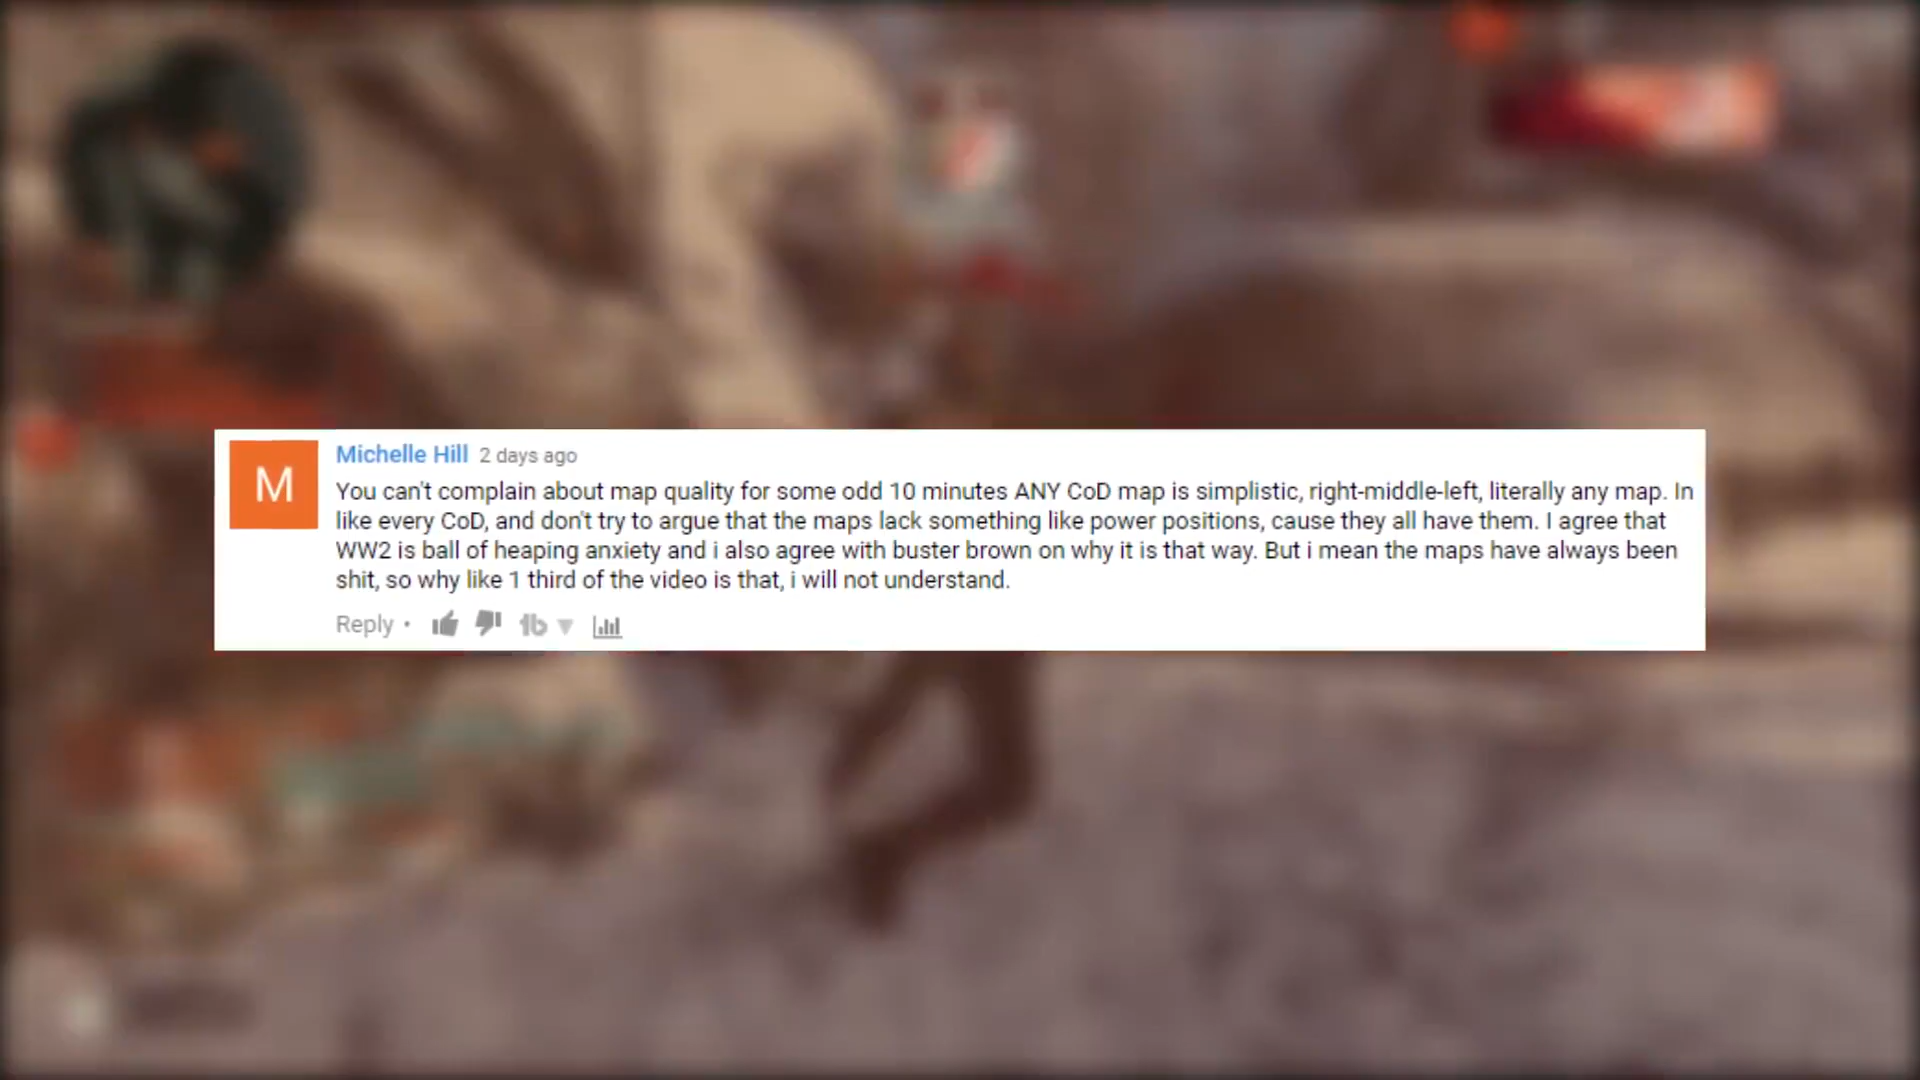 M
Michelle Hill 2 days ago
You can't complain about map quality for some odd 10 minutes ANY CoD map is simplistic, right-middle-left, literally any map. In
like every CoD, and don't try to argue that the maps lack something like power positions, cause they all have them. I agree that
WW2 is ball of heaping anxiety and i also agree with buster brown on why it is that way. But i mean the maps have always been
shit, so why like 1 third of the video is that, i will not understand.
Reply •